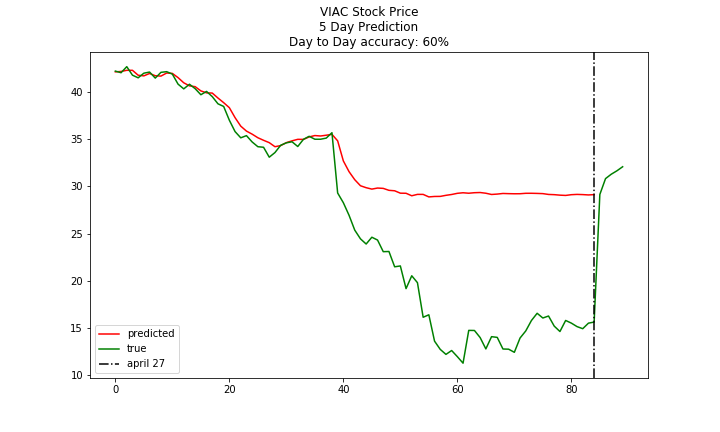 VIAC Stock Price
5 Day Prediction
Day to Day accuracy: 60%
40
35
30
25
20
15
10
predicted
true
april 27
0 20 40 60 80